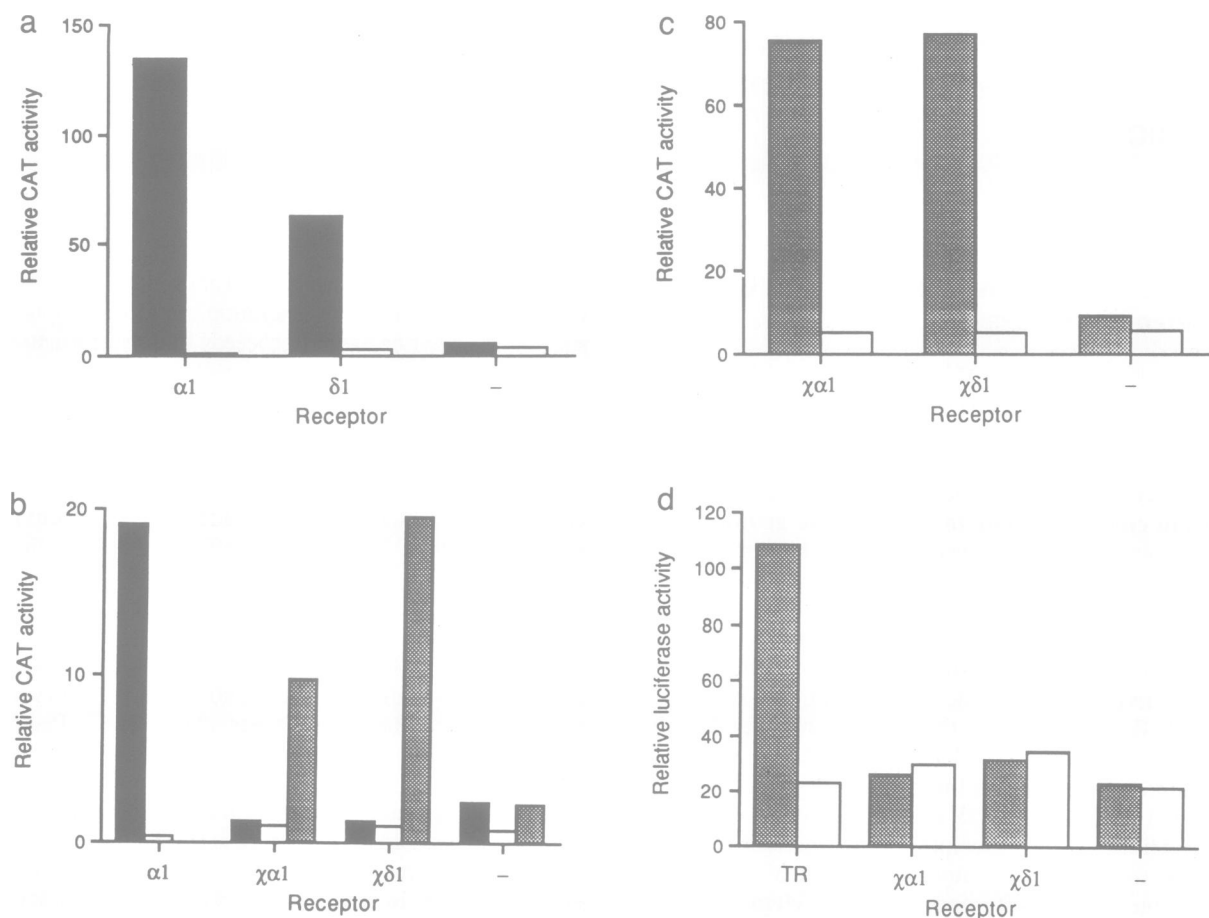 a
Relative CAT activity
150
100
50
0
α1 δ1 –
Receptor
c
Relative CAT activity
80
60
40
20
0
χα1 χδ1 –
Receptor
b
Relative CAT activity
20
10
0
α1 χα1 χδ1 –
Receptor
d
Relative luciferase activity
120
100
80
60
40
20
0
TR χα1 χδ1 –
Receptor